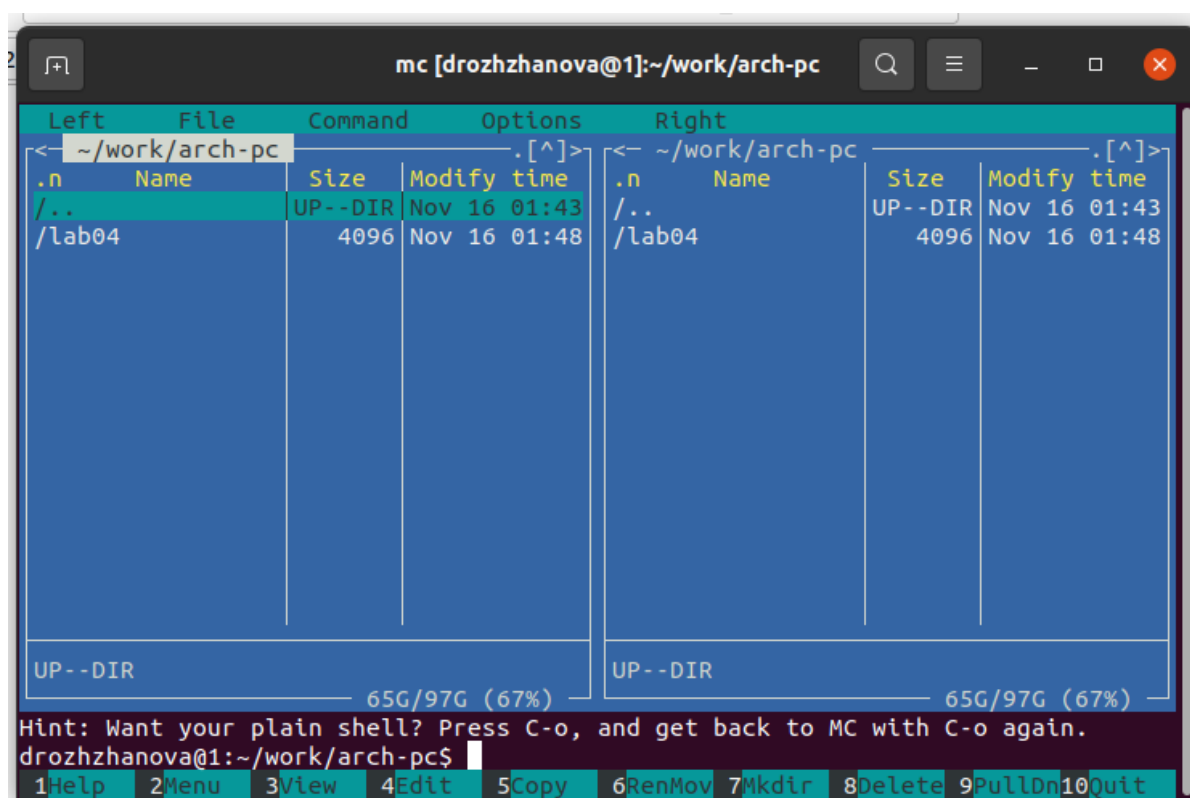 2
mc [drozhzhanova@1]:~/work/arch-pc
Left File Command Options Right
<─ ~/work/arch-pc ─.[^]>
.n Name Size Modify time
/.. UP--DIR Nov 16 01:43
/lab04 4096 Nov 16 01:48
UP--DIR
65G/97G (67%)
<─ ~/work/arch-pc ─.[^]>
.n Name Size Modify time
/.. UP--DIR Nov 16 01:43
/lab04 4096 Nov 16 01:48
UP--DIR
65G/97G (67%)
Hint: Want your plain shell? Press C-o, and get back to MC with C-o again.
drozhzhanova@1:~/work/arch-pc$
1Help 2Menu 3View 4Edit 5Copy 6RenMov 7Mkdir 8Delete 9PullDn 10Quit